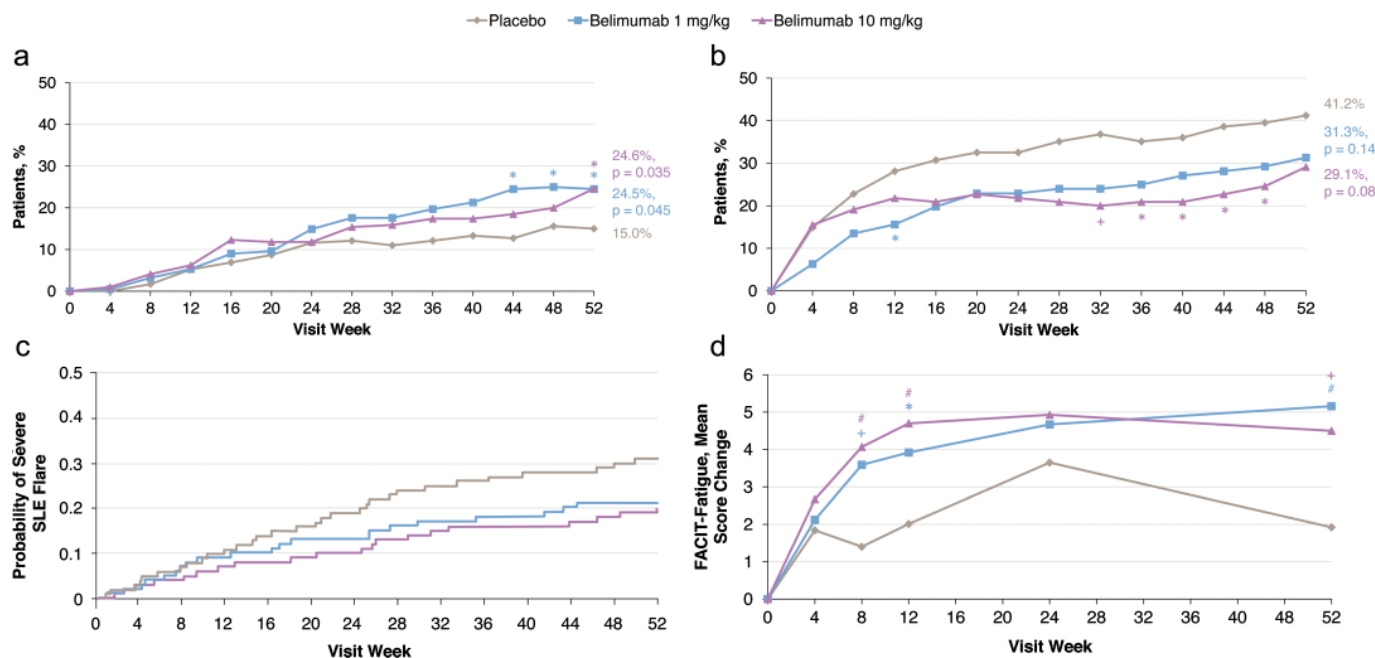 Placebo Belimumab 1 mg/kg Belimumab 10 mg/kg
a
50
40
30
20
10
0
Patients, %
0 4 8 12 16 20 24 28 32 36 40 44 48 52
Visit Week
* * * *
24.6%,
p = 0.035
24.5%,
p = 0.045
15.0%
b
50
40
30
20
10
0
Patients, %
0 4 8 12 16 20 24 28 32 36 40 44 48 52
Visit Week
* + * * * *
41.2%
31.3%,
p = 0.14
29.1%,
p = 0.08
c
0.5
0.4
0.3
0.2
0.1
0
Probability of Severe
SLE Flare
0 4 8 12 16 20 24 28 32 36 40 44 48 52
Visit Week
d
6
5
4
3
2
1
0
FACIT-Fatigue, Mean
Score Change
# # +
+ * #
0 4 8 12 16 20 24 28 32 36 40 44 48 52
Visit Week